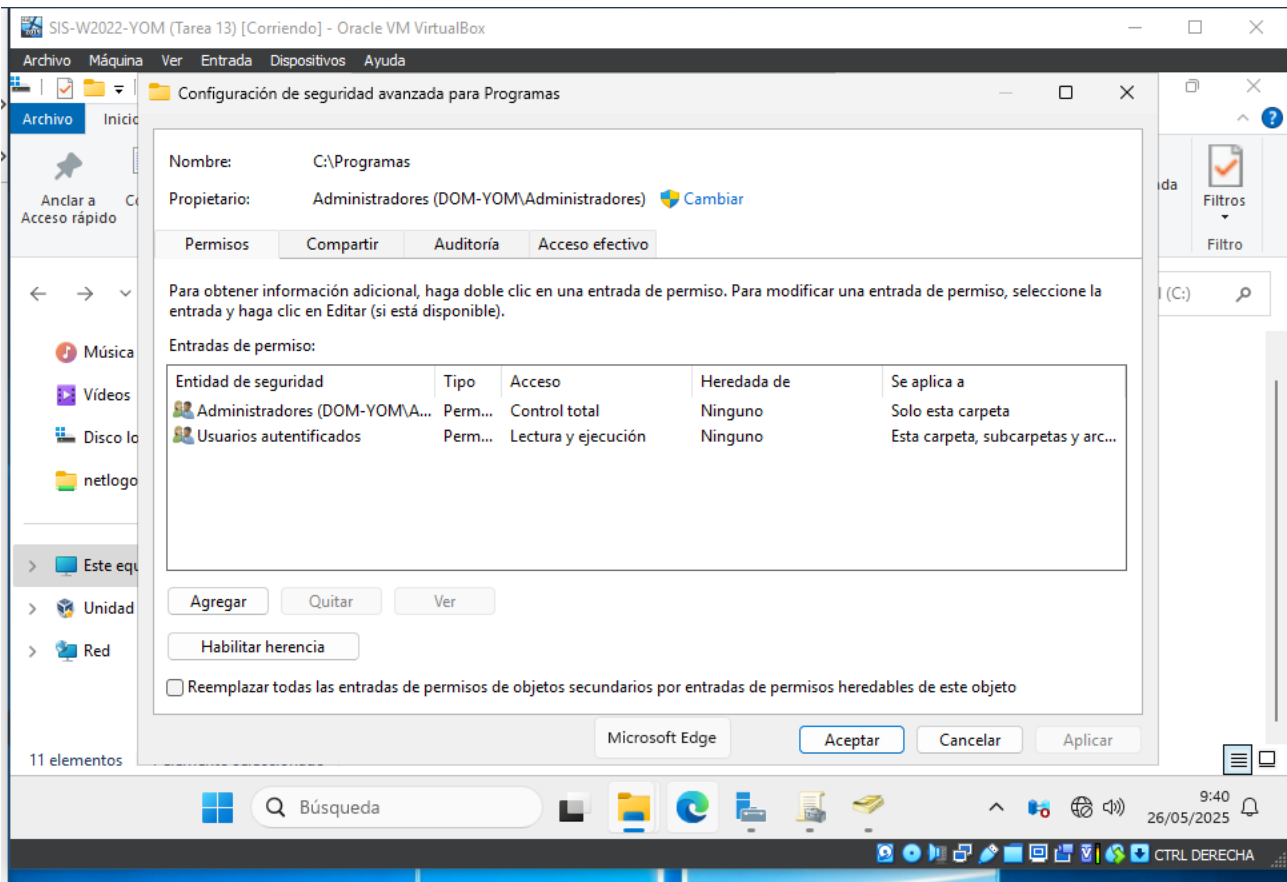 SIS-W2022-YOM (Tarea 13) [Corriendo] - Oracle VM VirtualBox
Archivo Máquina Ver Entrada Dispositivos Ayuda
Configuración de seguridad avanzada para Programas
Archivo Inicio
Nombre: C:\Programas
Propietario: Administradores (DOM-YOM\Administradores) Cambiar
Anclar a
Acceso rápido
Filtros
Filtro
Permisos Compartir Auditoría Acceso efectivo
Para obtener información adicional, haga doble clic en una entrada de permiso. Para modificar una entrada de permiso, seleccione la
entrada y haga clic en Editar (si está disponible).
(C:)
Entradas de permiso:
Música
Vídeos
Disco lo
netlogo
Entidad de seguridad Tipo Acceso Heredada de Se aplica a
Administradores (DOM-YOM\A... Perm... Control total Ninguno Solo esta carpeta
Usuarios autentificados Perm... Lectura y ejecución Ninguno Esta carpeta, subcarpetas y arc...
Este equ
Unidad
Red
Agregar Quitar Ver
Habilitar herencia
Reemplazar todas las entradas de permisos de objetos secundarios por entradas de permisos heredables de este objeto
Microsoft Edge
Aceptar Cancelar Aplicar
11 elementos
Búsqueda
9:40
26/05/2025
CTRL DERECHA